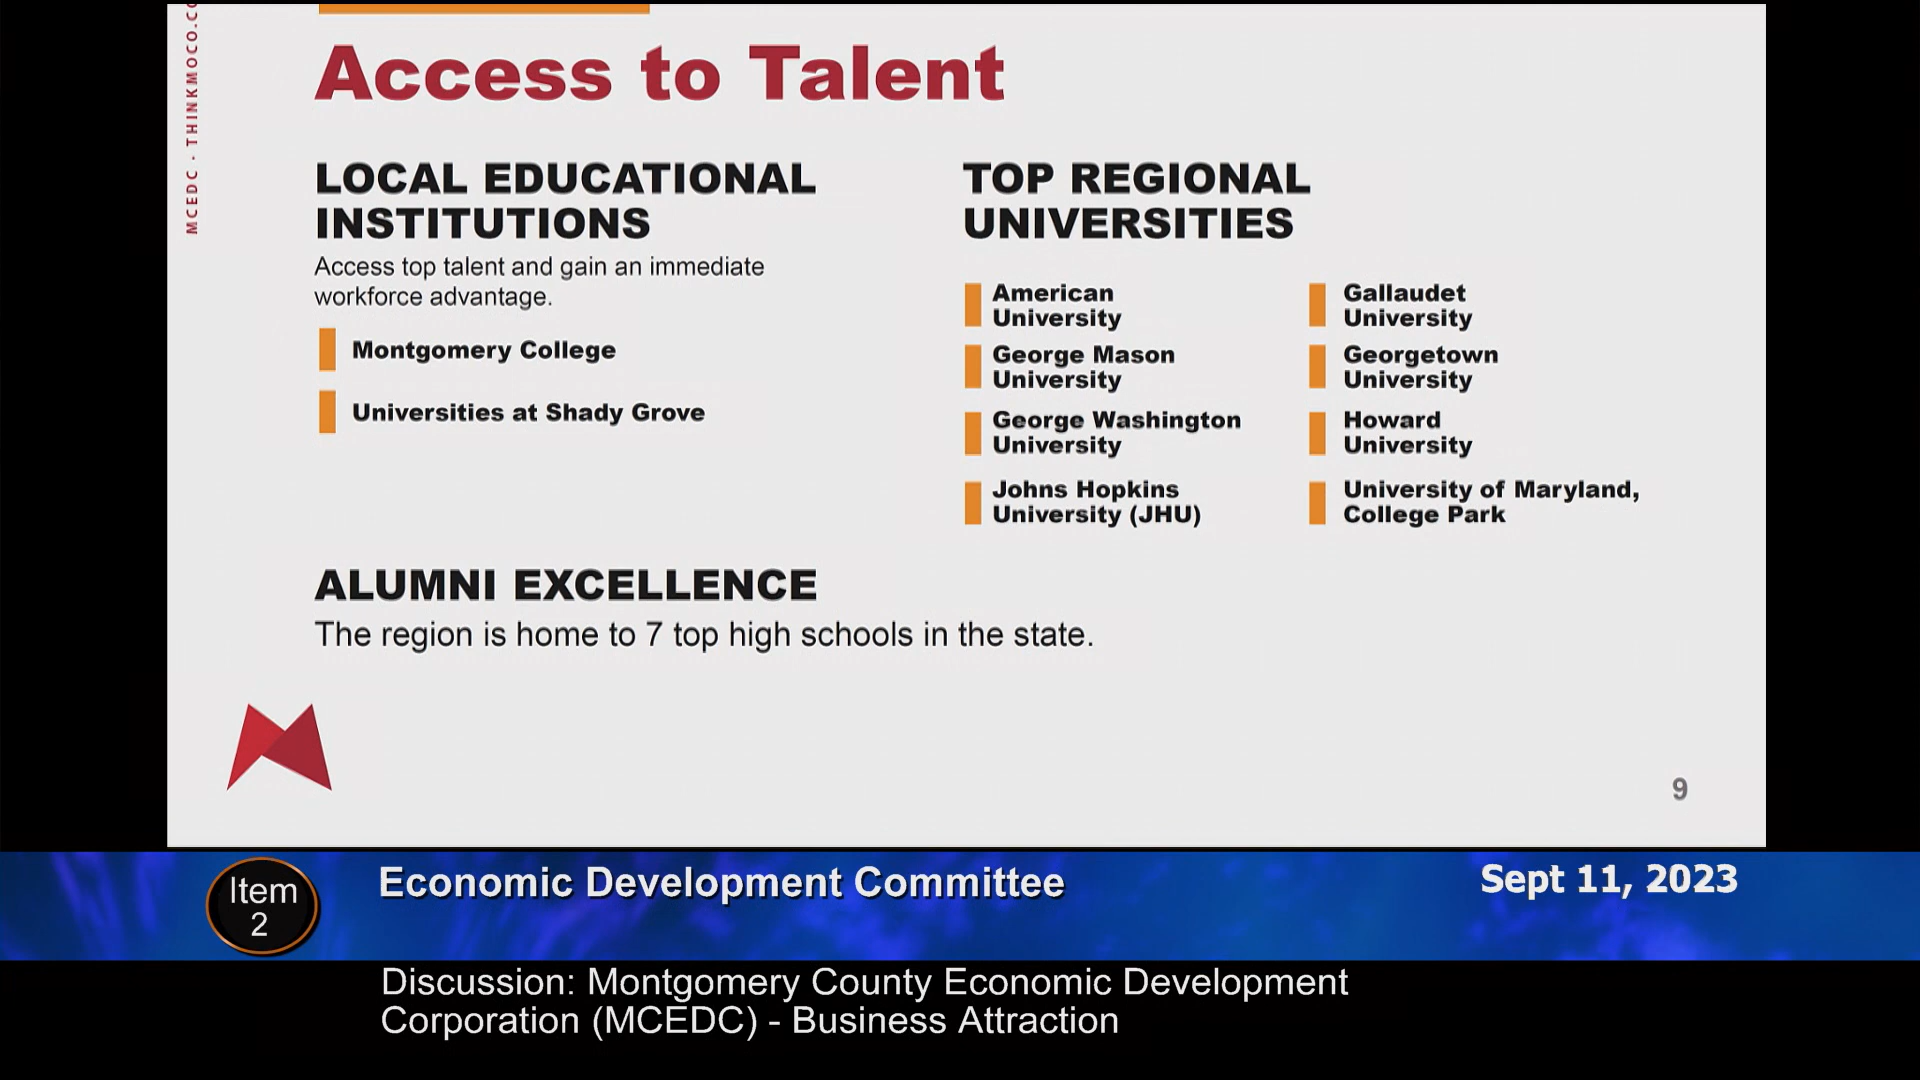 MCEDC · THINKMOCO.C
Access to Talent
LOCAL EDUCATIONAL
INSTITUTIONS
Access top talent and gain an immediate
workforce advantage.
Montgomery College
Universities at Shady Grove
TOP REGIONAL
UNIVERSITIES
American
University
George Mason
University
George Washington
University
Johns Hopkins
University (JHU)
Gallaudet
University
Georgetown
University
Howard
University
University of Maryland,
College Park
ALUMNI EXCELLENCE
The region is home to 7 top high schools in the state.
9
Item
2
Economic Development Committee
Sept 11, 2023
Discussion: Montgomery County Economic Development
Corporation (MCEDC) - Business Attraction